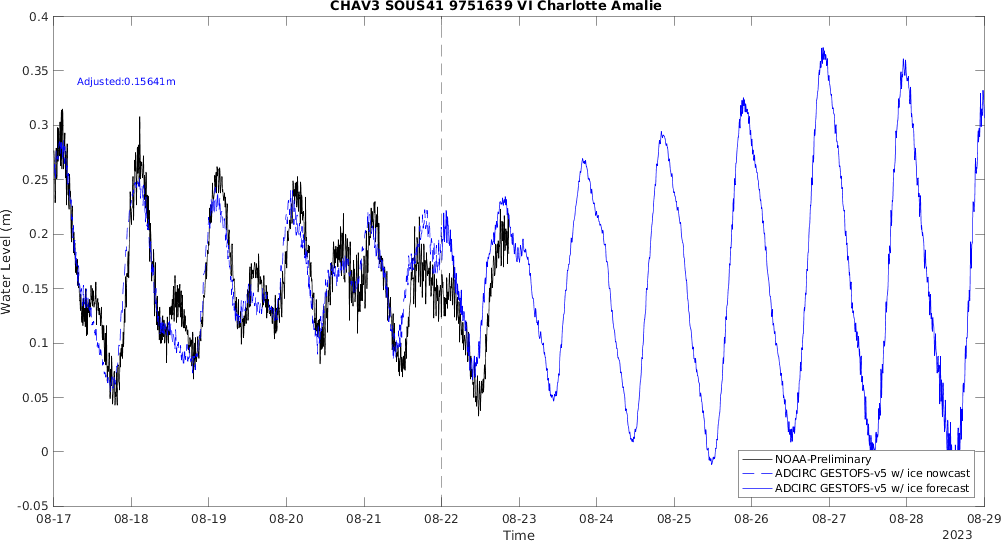 CHAV3 SOUS41 9751639 VI Charlotte Amalie
0.4
0.35
0.3
0.25
0.2
0.15
0.1
0.05
0
-0.05
Water Level (m)
Adjusted:0.15641m
NOAA-Preliminary
ADCIRC GESTOFS-v5 w/ ice nowcast
ADCIRC GESTOFS-v5 w/ ice forecast
08-17 08-18 08-19 08-20 08-21 08-22 08-23 08-24 08-25 08-26 08-27 08-28 08-29
Time
2023